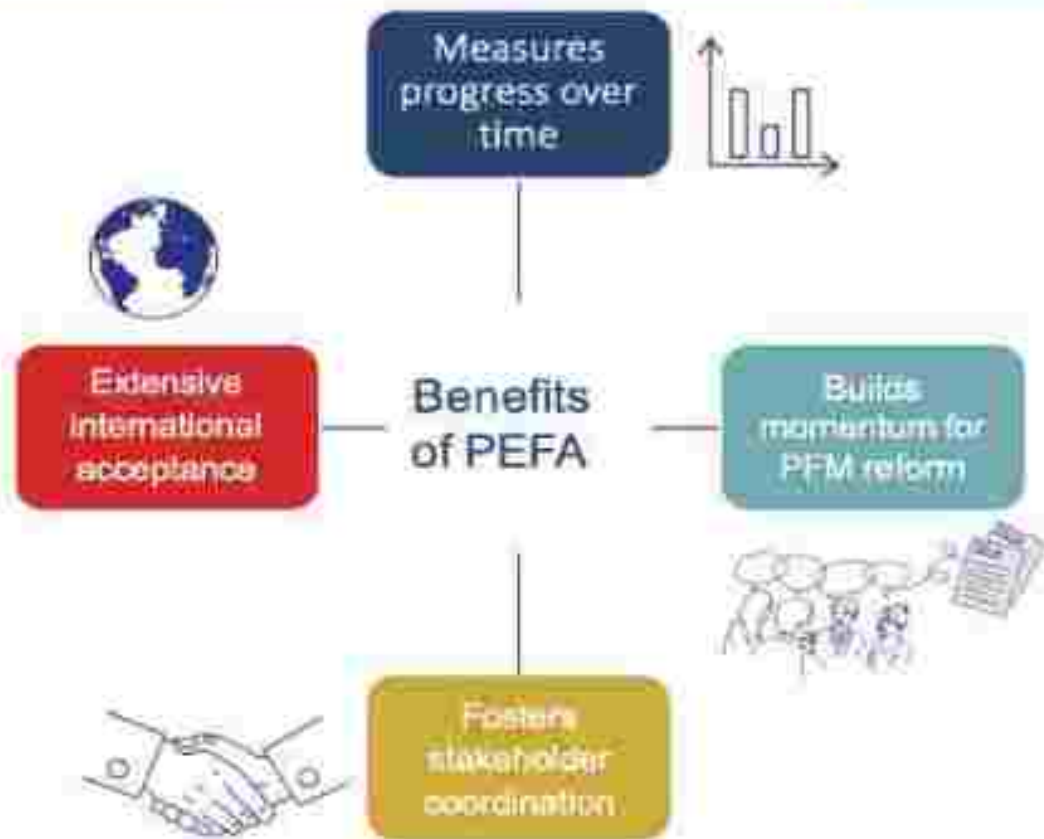 Measures
progress over
time
Extensive
international
acceptance
Benefits
of PEFA
Builds
momentum for
PFM reform
Fosters
stakeholder
coordination